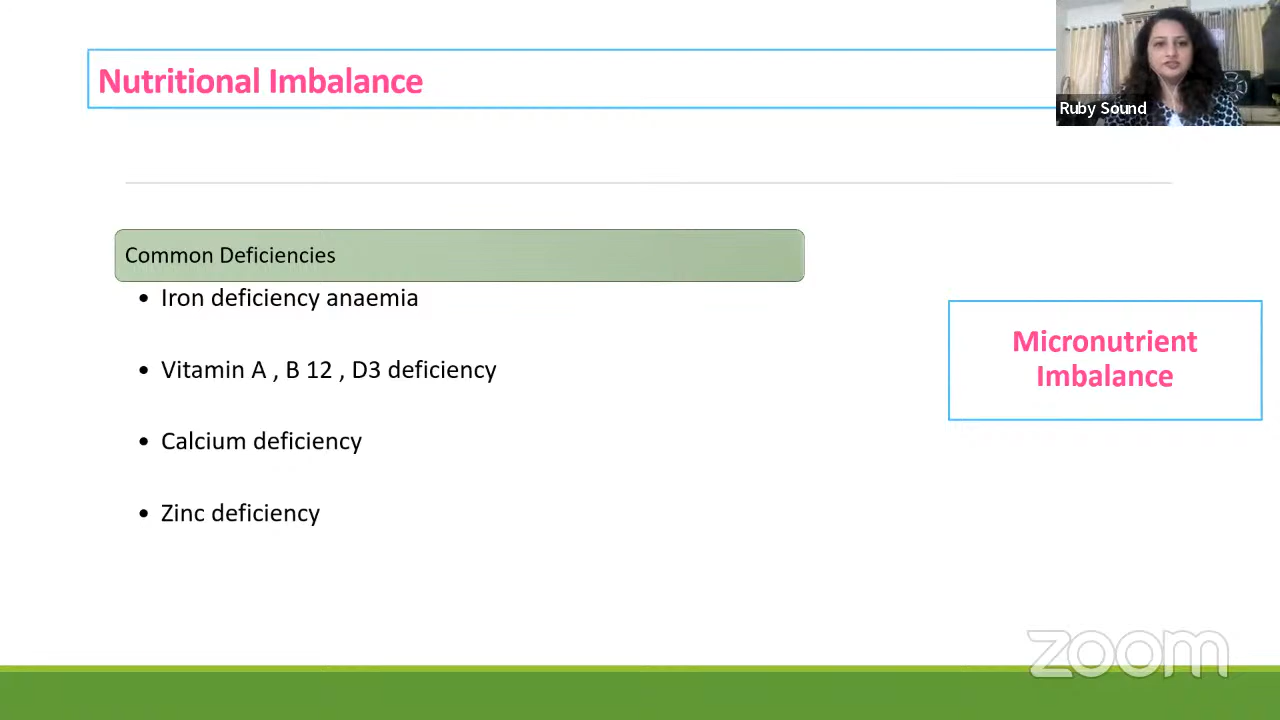 Nutritional Imbalance
Ruby Sound
Common Deficiencies
• Iron deficiency anaemia
• Vitamin A , B 12 , D3 deficiency
• Calcium deficiency
• Zinc deficiency
Micronutrient
Imbalance
zoom